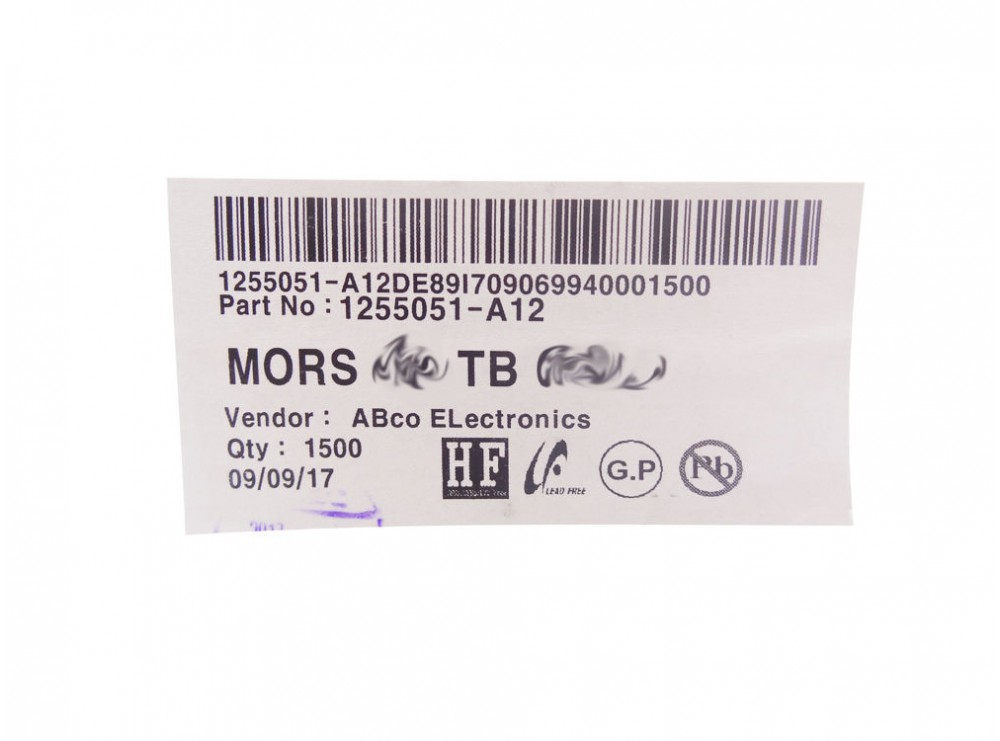 1255051-A12DE89I709069940001500
Part No : 1255051-A12
MORS TB
Vendor : ABco ELectronics
Qty : 1500
09/09/17
HF
LEAD FREE
G.P
Pb